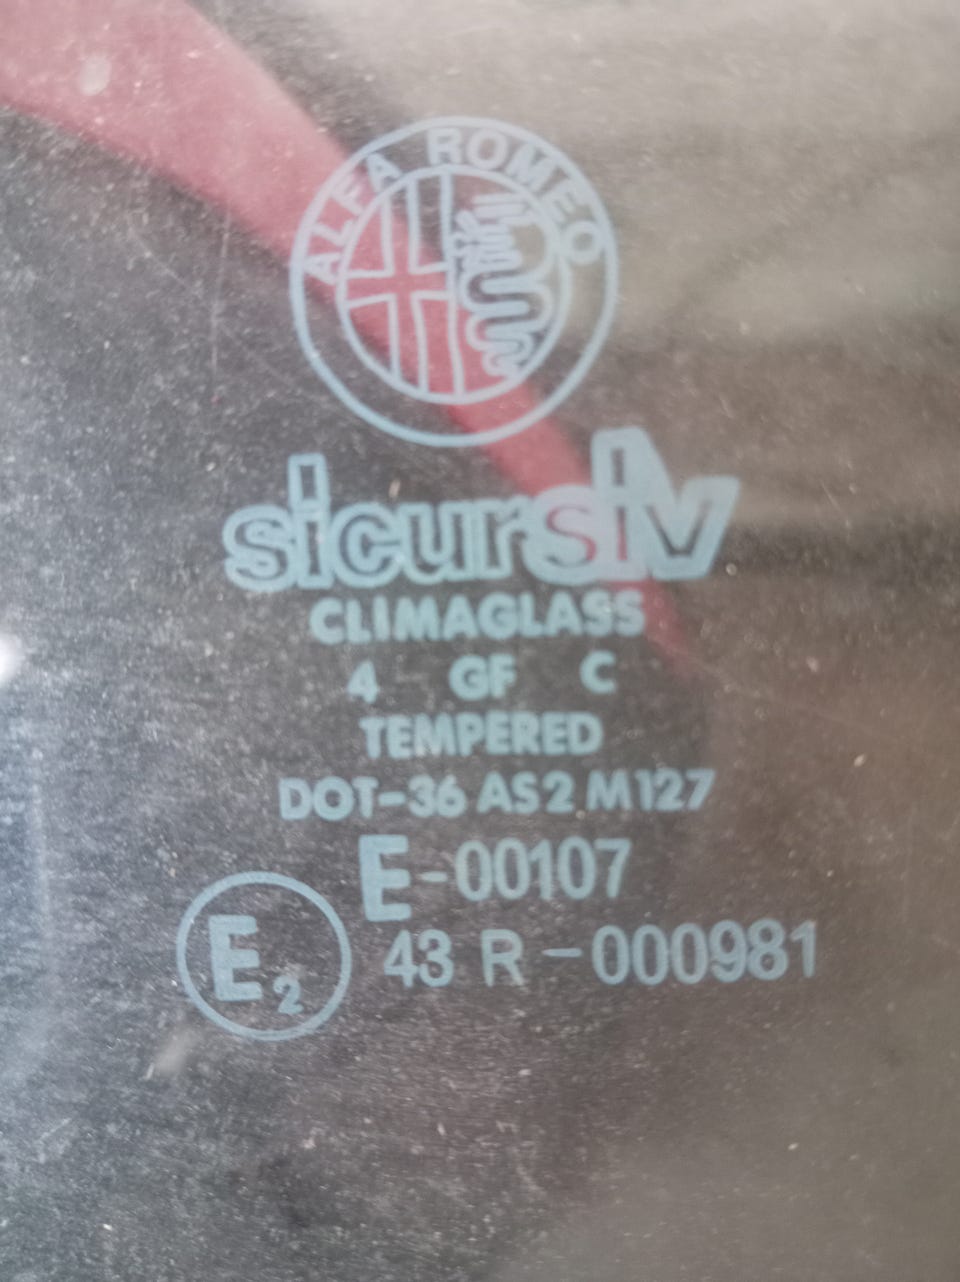 ALFA ROMEO
sicursiv
CLIMAGLASS
4 GF C
TEMPERED
DOT-36 AS2 M127
E-00107
E2 43 R-000981